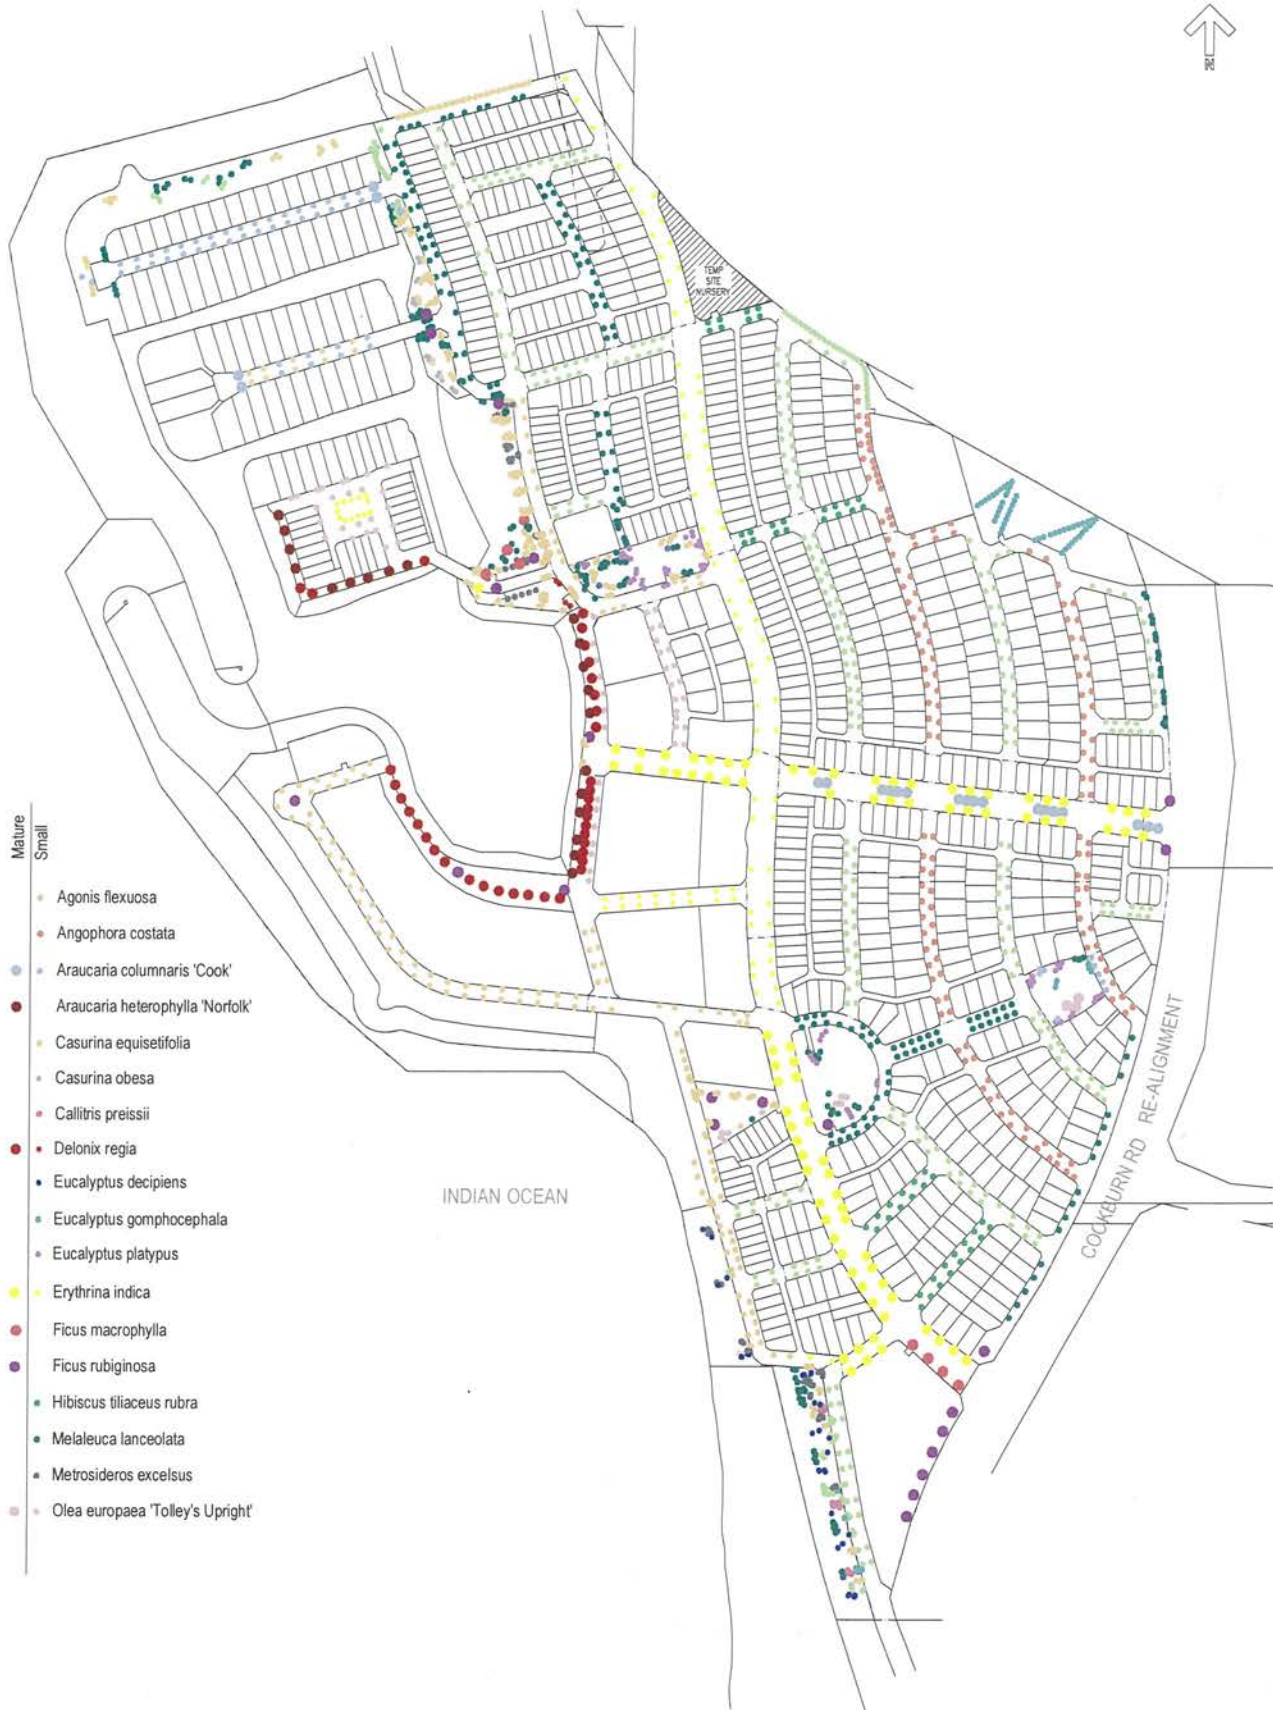 N
TEMP
SITE
NURSERY
Mature
Small
Agonis flexuosa
Angophora costata
Araucaria columnaris 'Cook'
Araucaria heterophylla 'Norfolk'
Casurina equisetifolia
Casurina obesa
Callitris preissii
Delonix regia
Eucalyptus decipiens
Eucalyptus gomphocephala
Eucalyptus platypus
Erythrina indica
Ficus macrophylla
Ficus rubiginosa
Hibiscus tiliaceus rubra
Melaleuca lanceolata
Metrosideros excelsus
Olea europaea 'Tolley's Upright'
INDIAN OCEAN
COCKBURN RD RE-ALIGNMENT